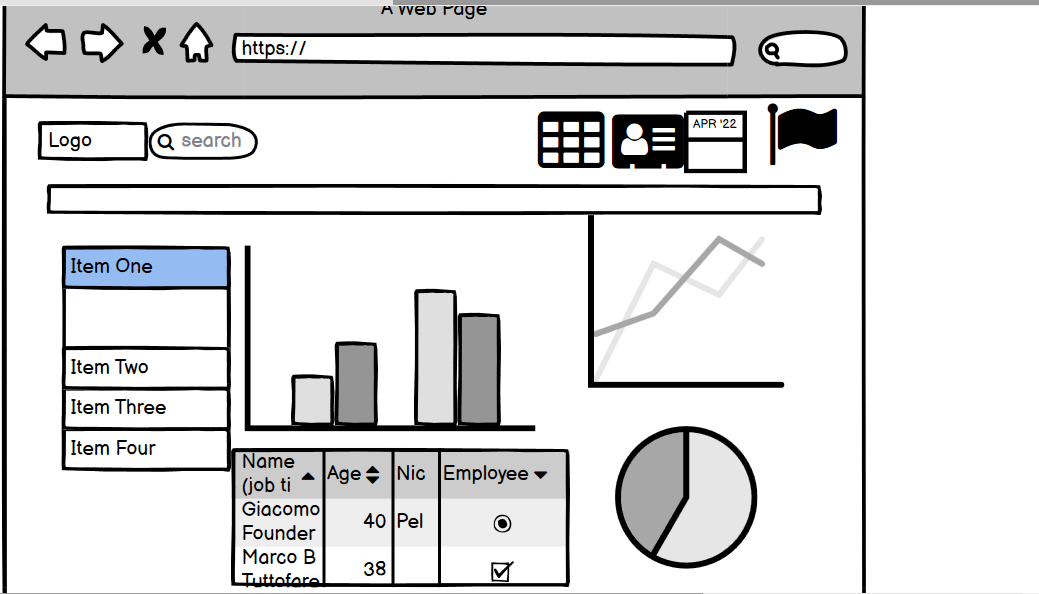 A Web Page
https://
Logo
search
APR '22
Item One
Item Two
Item Three
Item Four
Name
(job ti
Age
Nic
Employee
Giacomo
Founder
40
Pel
Marco B
Tuttofare
38